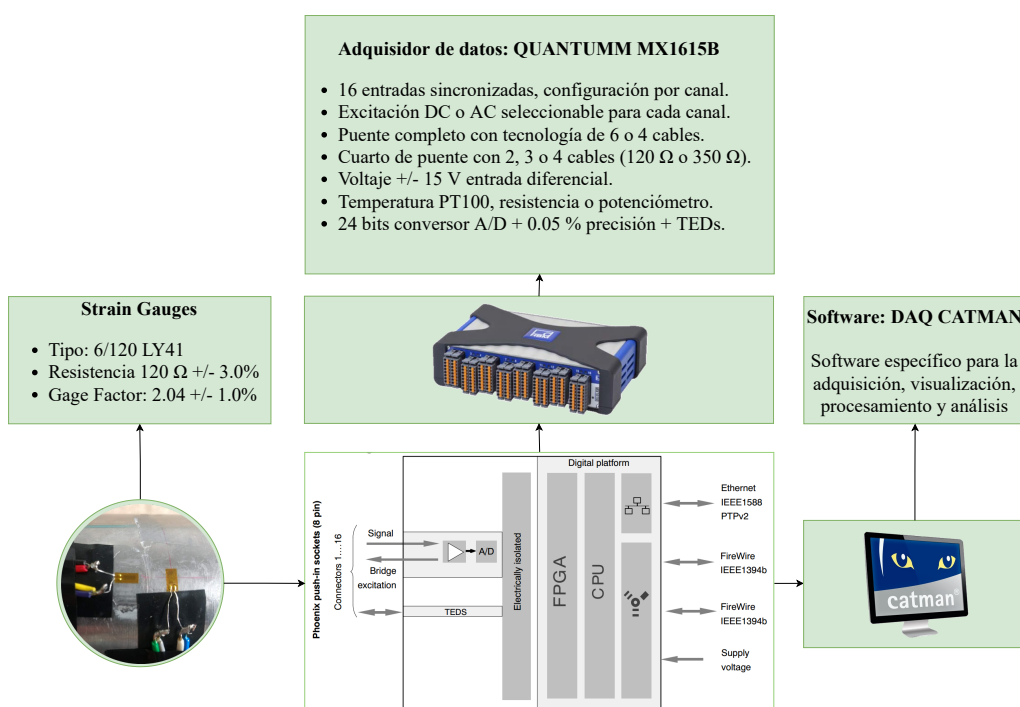 Adquisidor de datos: QUANTUMM MX1615B
• 16 entradas sincronizadas, configuración por canal.
• Excitación DC o AC seleccionable para cada canal.
• Puente completo con tecnología de 6 o 4 cables.
• Cuarto de puente con 2, 3 o 4 cables (120 Ω o 350 Ω).
• Voltaje +/- 15 V entrada diferencial.
• Temperatura PT100, resistencia o potenciómetro.
• 24 bits conversor A/D + 0.05 % precisión + TEDs.
Strain Gauges
• Tipo: 6/120 LY41
• Resistencia 120 Ω +/- 3.0%
• Gage Factor: 2.04 +/- 1.0%
Software: DAQ CATMAN
Software específico para la
adquisición, visualización,
procesamiento y análisis
Phoenix push-in sockets (8 pin)
Connectors 1....16
Signal
Bridge
excitation
A/D
TEDS
Electrically isolated
Digital platform
FPGA
CPU
Ethernet
IEEE1588
PTPv2
FireWire
IEEE1394b
FireWire
IEEE1394b
Supply
voltage
catman®